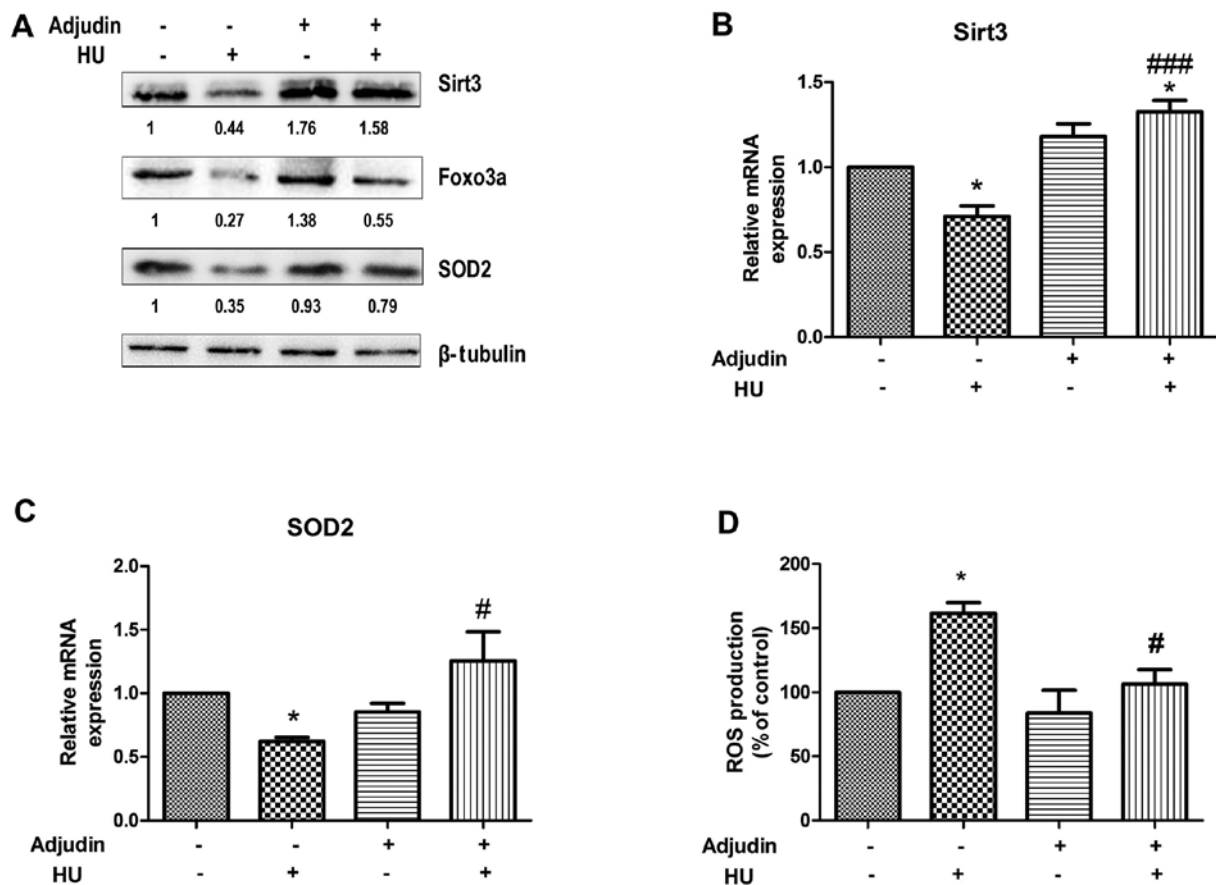 A
Adjudin - - + +
HU - + - +
Sirt3
1 0.44 1.76 1.58
Foxo3a
1 0.27 1.38 0.55
SOD2
1 0.35 0.93 0.79
β-tubulin
B
Sirt3
Relative mRNA
expression
1.5
1.0
0.5
0.0
*
###
*
Adjudin - - + +
HU - + - +
C
SOD2
Relative mRNA
expression
2.0
1.5
1.0
0.5
0.0
*
#
Adjudin - - + +
HU - + - +
D
ROS production
(% of control)
200
150
100
50
0
*
#
Adjudin - - + +
HU - + - +